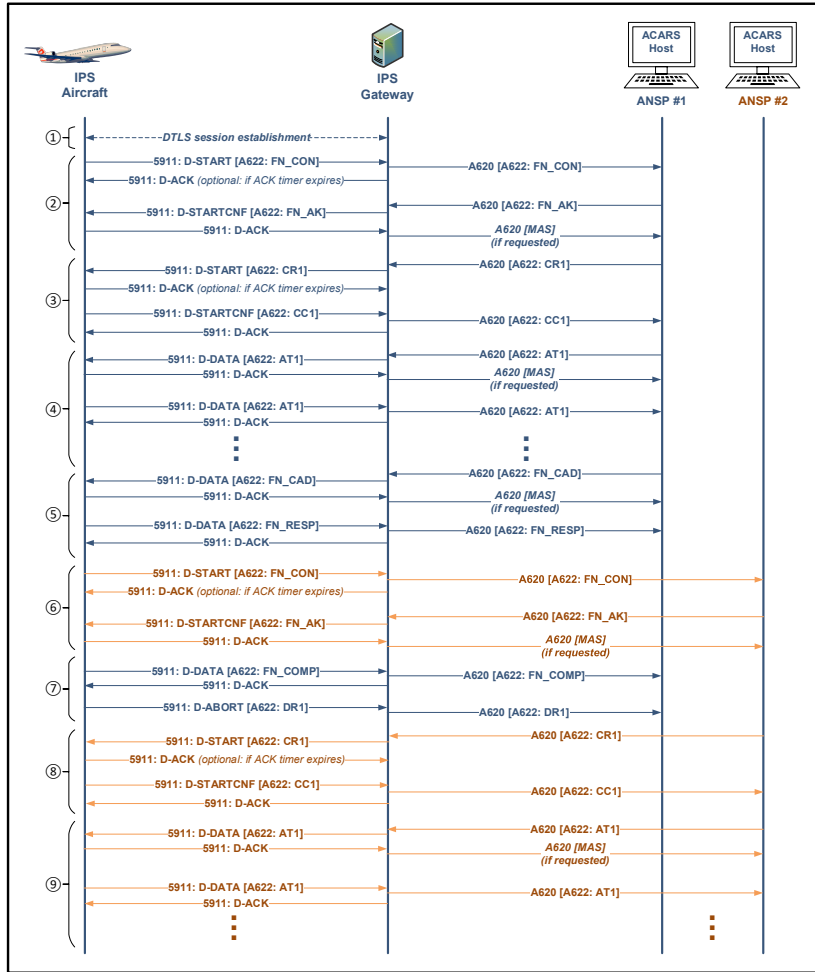 IPS
Aircraft
IPS
Gateway
ACARS
Host
ANSP #1
ACARS
Host
ANSP #2
①
DTLS session establishment
②
5911: D-START [A622: FN_CON]
A620 [A622: FN_CON]
5911: D-ACK (optional: if ACK timer expires)
A620 [A622: FN_AK]
5911: D-STARTCNF [A622: FN_AK]
5911: D-ACK
A620 [MAS]
(if requested)
③
A620 [A622: CR1]
5911: D-START [A622: CR1]
5911: D-ACK (optional: if ACK timer expires)
5911: D-STARTCNF [A622: CC1]
A620 [A622: CC1]
5911: D-ACK
④
A620 [A622: AT1]
5911: D-DATA [A622: AT1]
5911: D-ACK
A620 [MAS]
(if requested)
5911: D-DATA [A622: AT1]
A620 [A622: AT1]
5911: D-ACK
⑤
A620 [A622: FN_CAD]
5911: D-DATA [A622: FN_CAD]
5911: D-ACK
A620 [MAS]
(if requested)
5911: D-DATA [A622: FN_RESP]
A620 [A622: FN_RESP]
5911: D-ACK
⑥
5911: D-START [A622: FN_CON]
A620 [A622: FN_CON]
5911: D-ACK (optional: if ACK timer expires)
A620 [A622: FN_AK]
5911: D-STARTCNF [A622: FN_AK]
5911: D-ACK
A620 [MAS]
(if requested)
⑦
5911: D-DATA [A622: FN_COMP]
A620 [A622: FN_COMP]
5911: D-ACK
5911: D-ABORT [A622: DR1]
A620 [A622: DR1]
⑧
A620 [A622: CR1]
5911: D-START [A622: CR1]
5911: D-ACK (optional: if ACK timer expires)
5911: D-STARTCNF [A622: CC1]
A620 [A622: CC1]
5911: D-ACK
⑨
A620 [A622: AT1]
5911: D-DATA [A622: AT1]
5911: D-ACK
A620 [MAS]
(if requested)
5911: D-DATA [A622: AT1]
A620 [A622: AT1]
5911: D-ACK